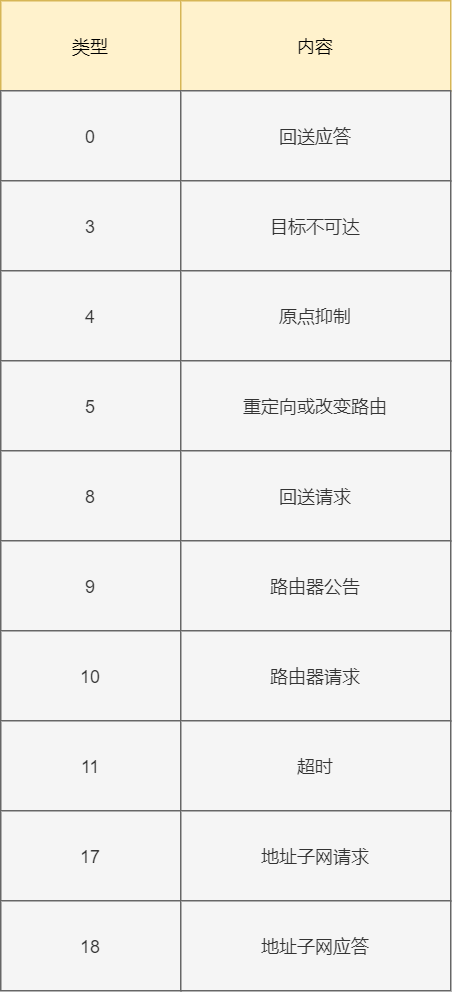 类型 内容
0 回送应答
3 目标不可达
4 原点抑制
5 重定向或改变路由
8 回送请求
9 路由器公告
10 路由器请求
11 超时
17 地址子网请求
18 地址子网应答